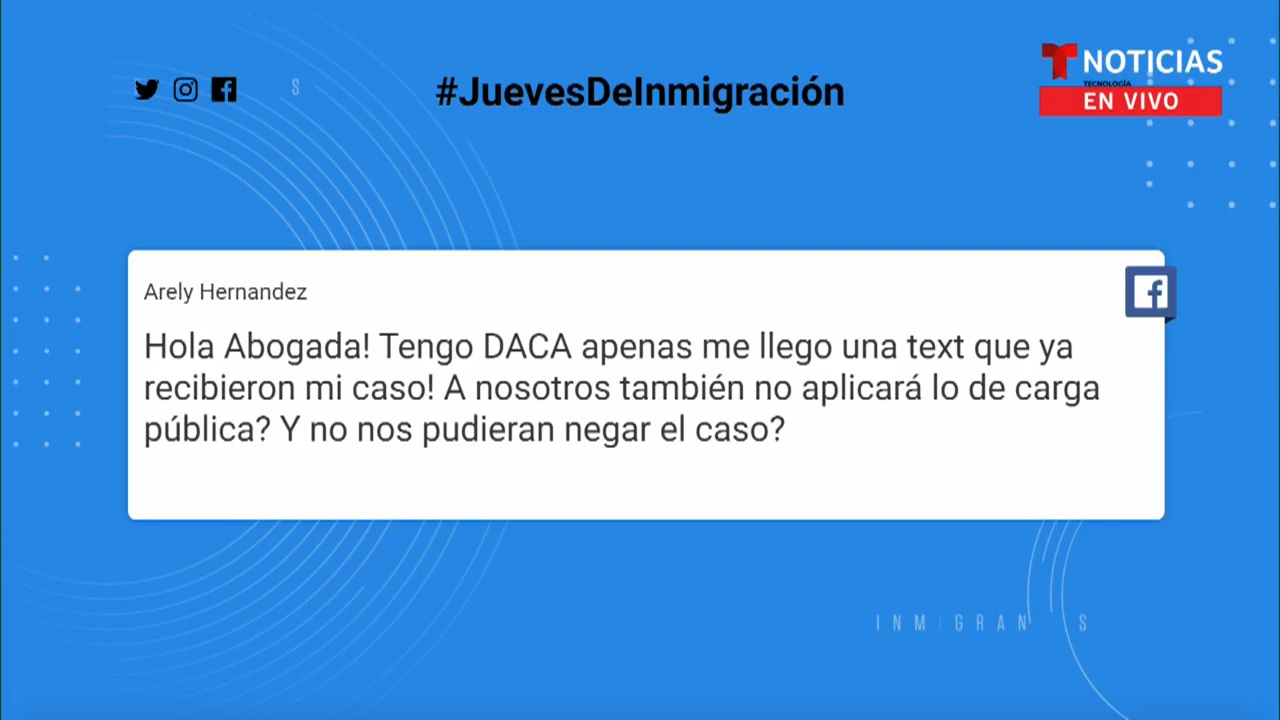 S
#JuevesDeInmigración
NOTICIAS
TECNOLOGÍA
EN VIVO
Arely Hernandez
Hola Abogada! Tengo DACA apenas me llego una text que ya
recibieron mi caso! A nosotros también no aplicará lo de carga
pública? Y no nos pudieran negar el caso?
INMIGRAN S